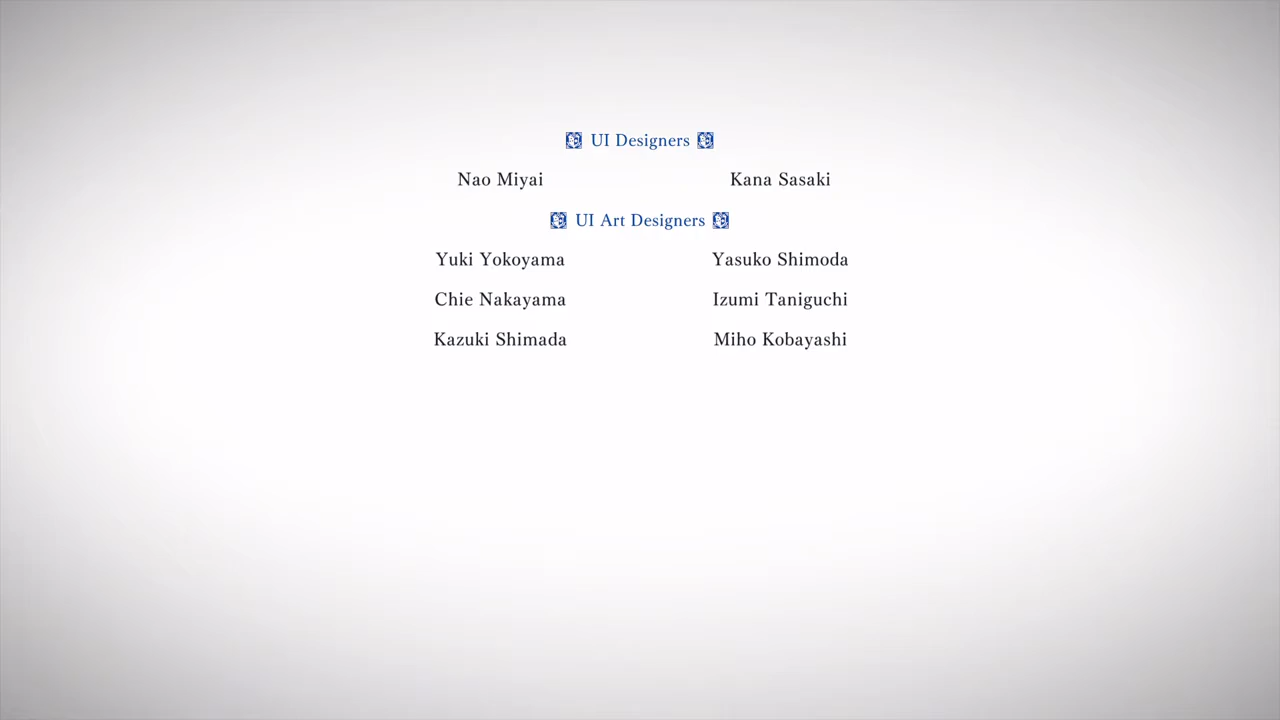 UI Designers
Nao Miyai Kana Sasaki
UI Art Designers
Yuki Yokoyama Yasuko Shimoda
Chie Nakayama Izumi Taniguchi
Kazuki Shimada Miho Kobayashi